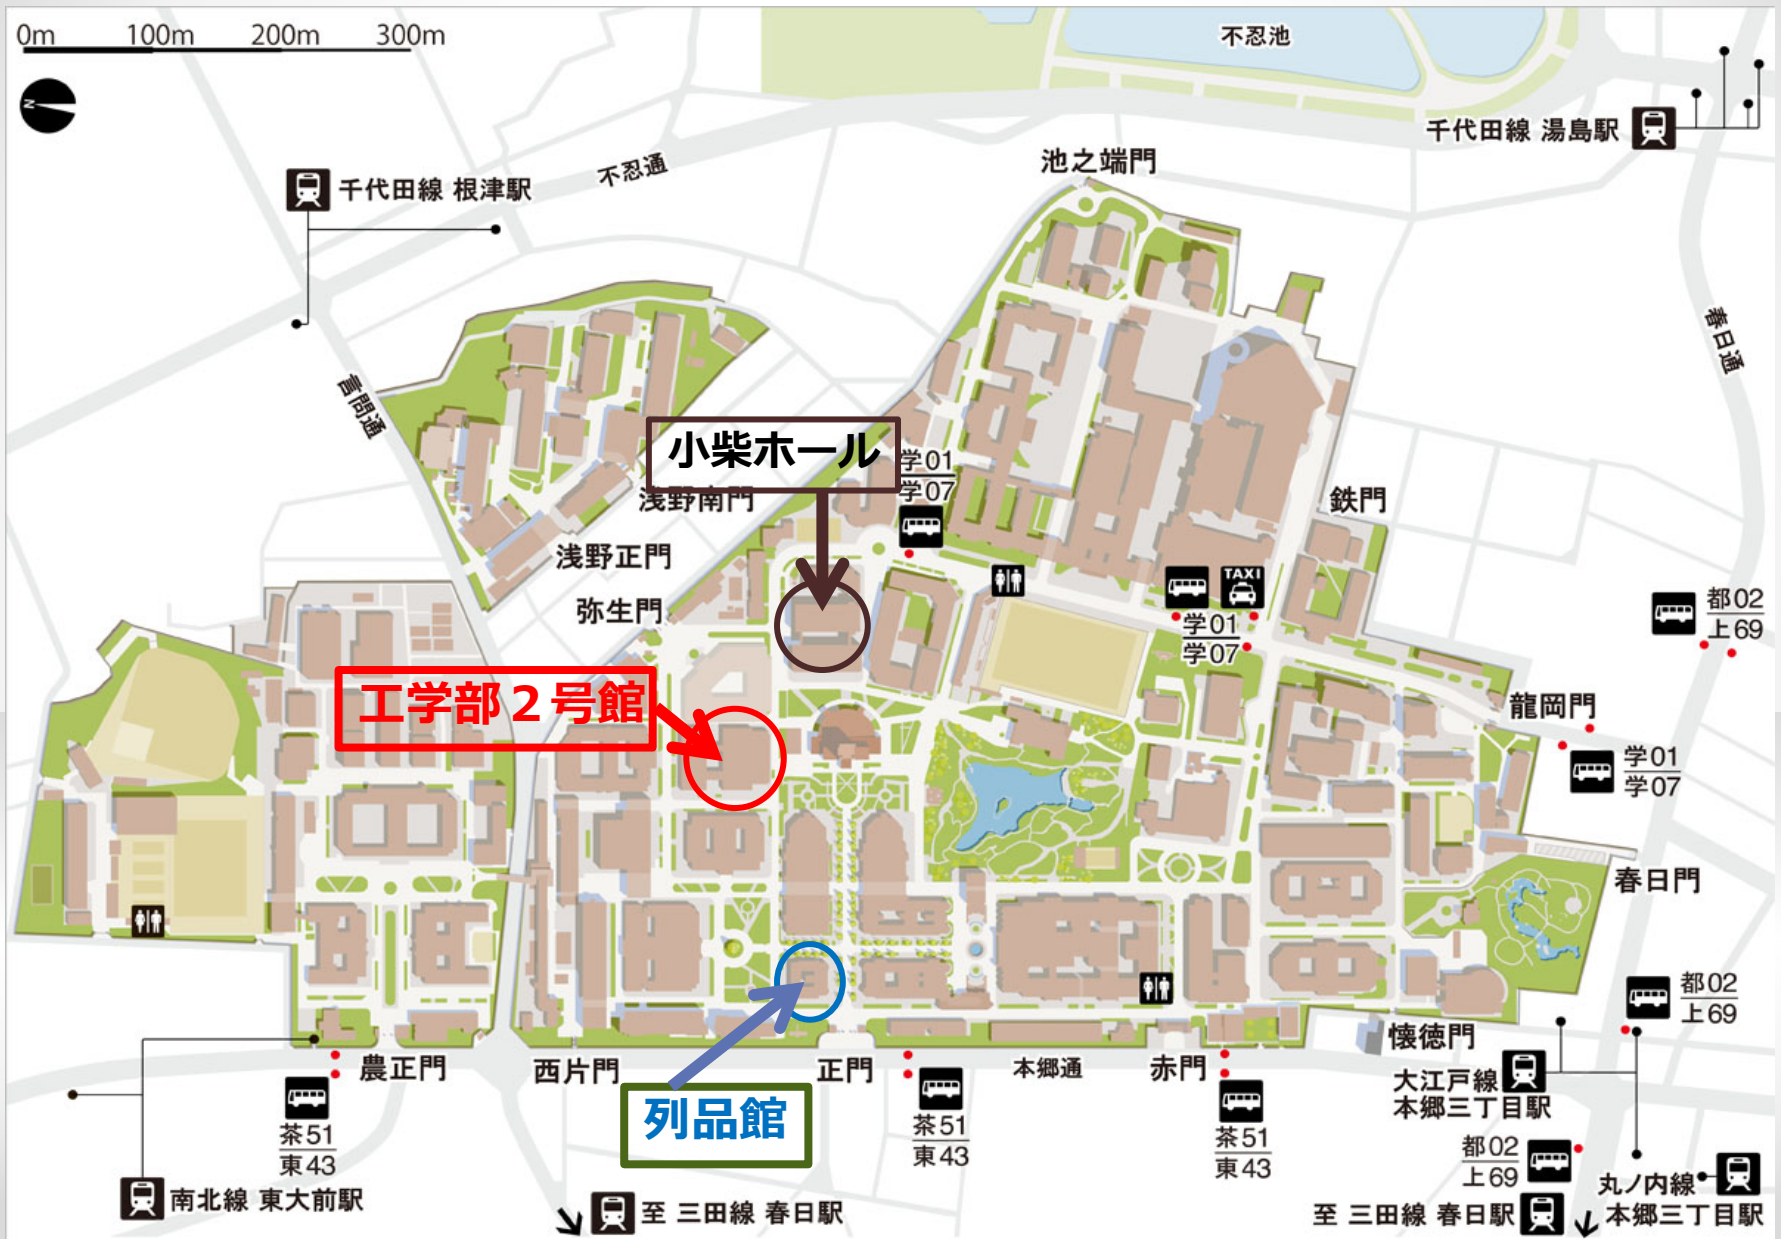 0m 100m 200m 300m
N
不忍池
千代田線 湯島駅
池之端門
不忍通
千代田線 根津駅
春日通
言問通
小柴ホール
学01
学07
浅野南門
鉄門
浅野正門
TAXI
弥生門
学01
学07
都02
上69
工学部２号館
龍岡門
学01
学07
春日門
都02
上69
農正門
西片門
正門
本郷通
赤門
懐徳門
大江戸線
本郷三丁目駅
列品館
茶51
東43
茶51
東43
茶51
東43
都02
上69
南北線 東大前駅
至 三田線 春日駅
至 三田線 春日駅
丸ノ内線
本郷三丁目駅